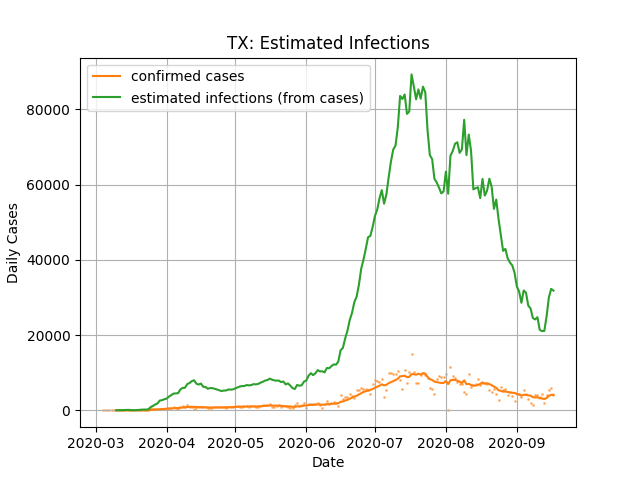 TX: Estimated Infections
confirmed cases
estimated infections (from cases)
80000
60000
40000
20000
0
Daily Cases
2020-03 2020-04 2020-05 2020-06 2020-07 2020-08 2020-09
Date